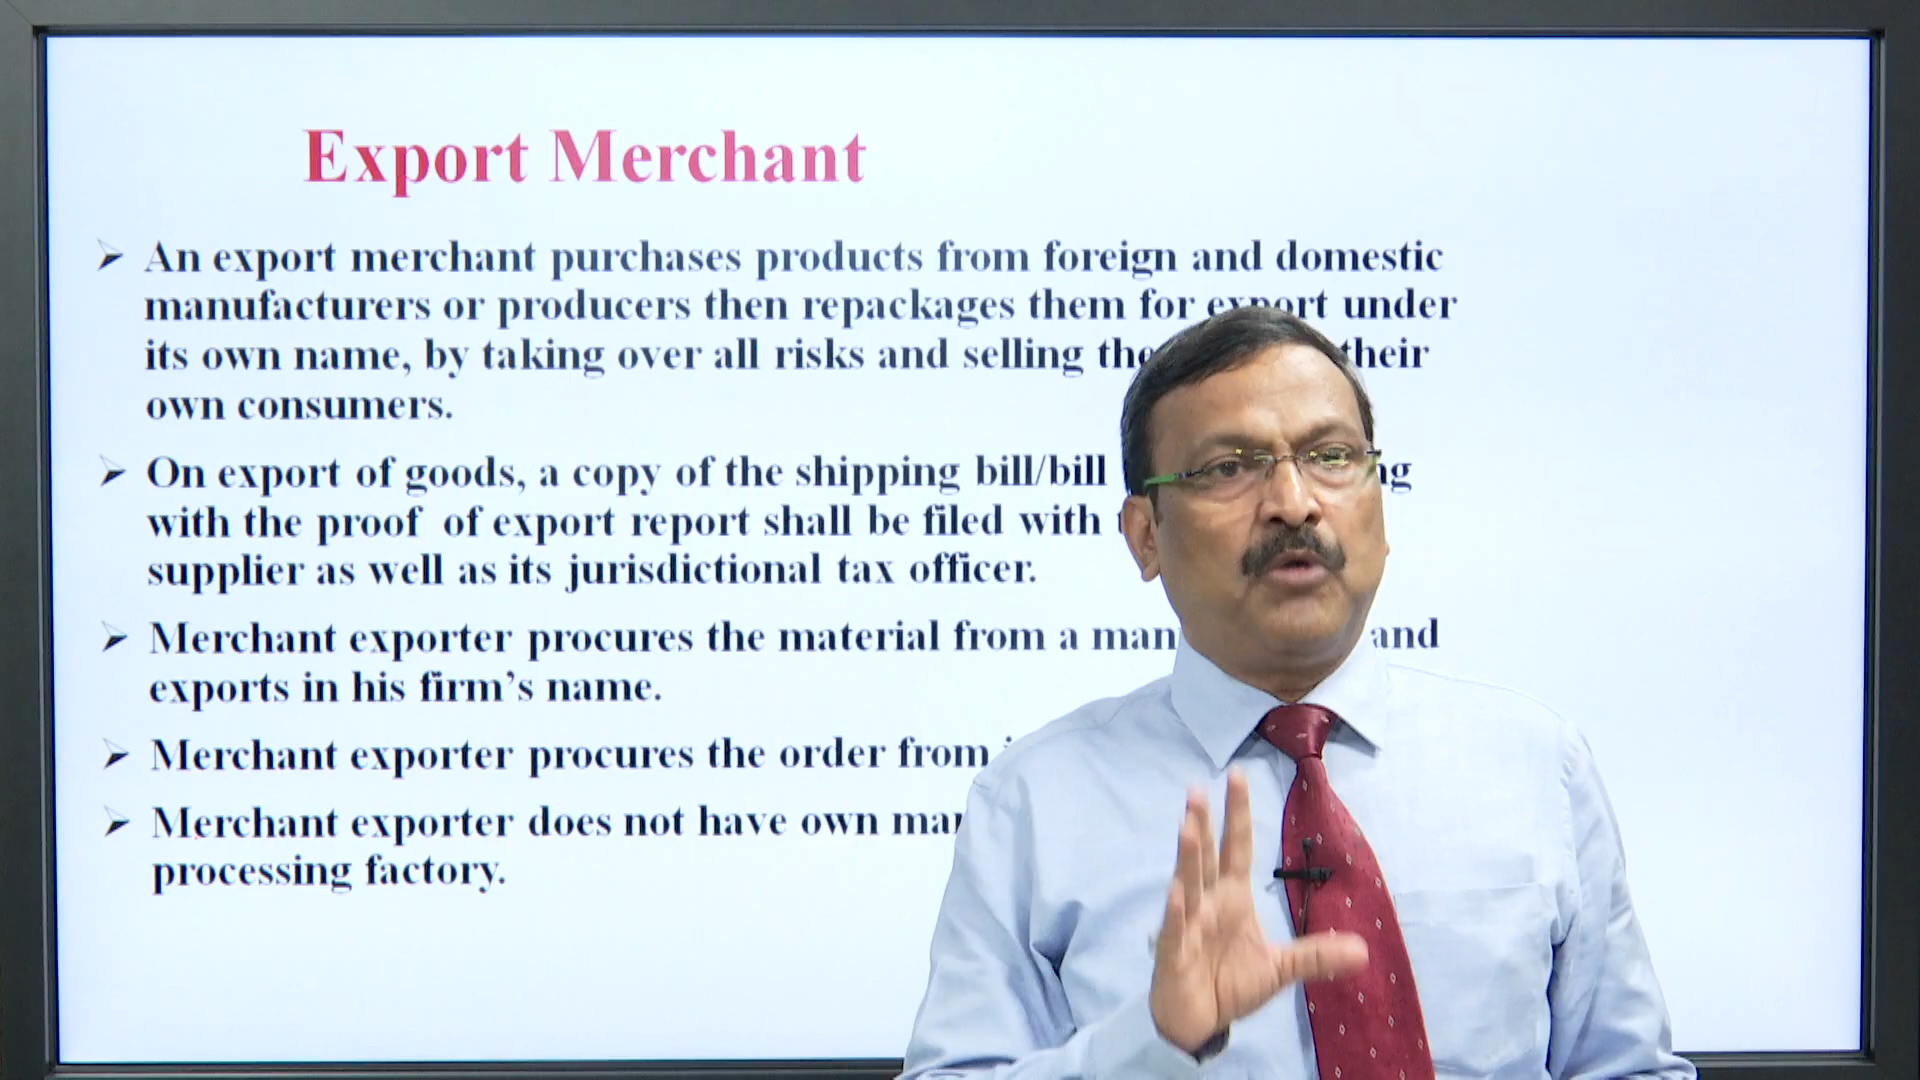 Export Merchant
➢ An export merchant purchases products from foreign and domestic
manufacturers or producers then repackages them for export under
its own name, by taking over all risks and selling their
own consumers.
➢ On export of goods, a copy of the shipping bill/bill
with the proof of export report shall be filed with
supplier as well as its jurisdictional tax officer.
➢ Merchant exporter procures the material from a and
exports in his firm’s name.
➢ Merchant exporter procures the order from
➢ Merchant exporter does not have own
processing factory.